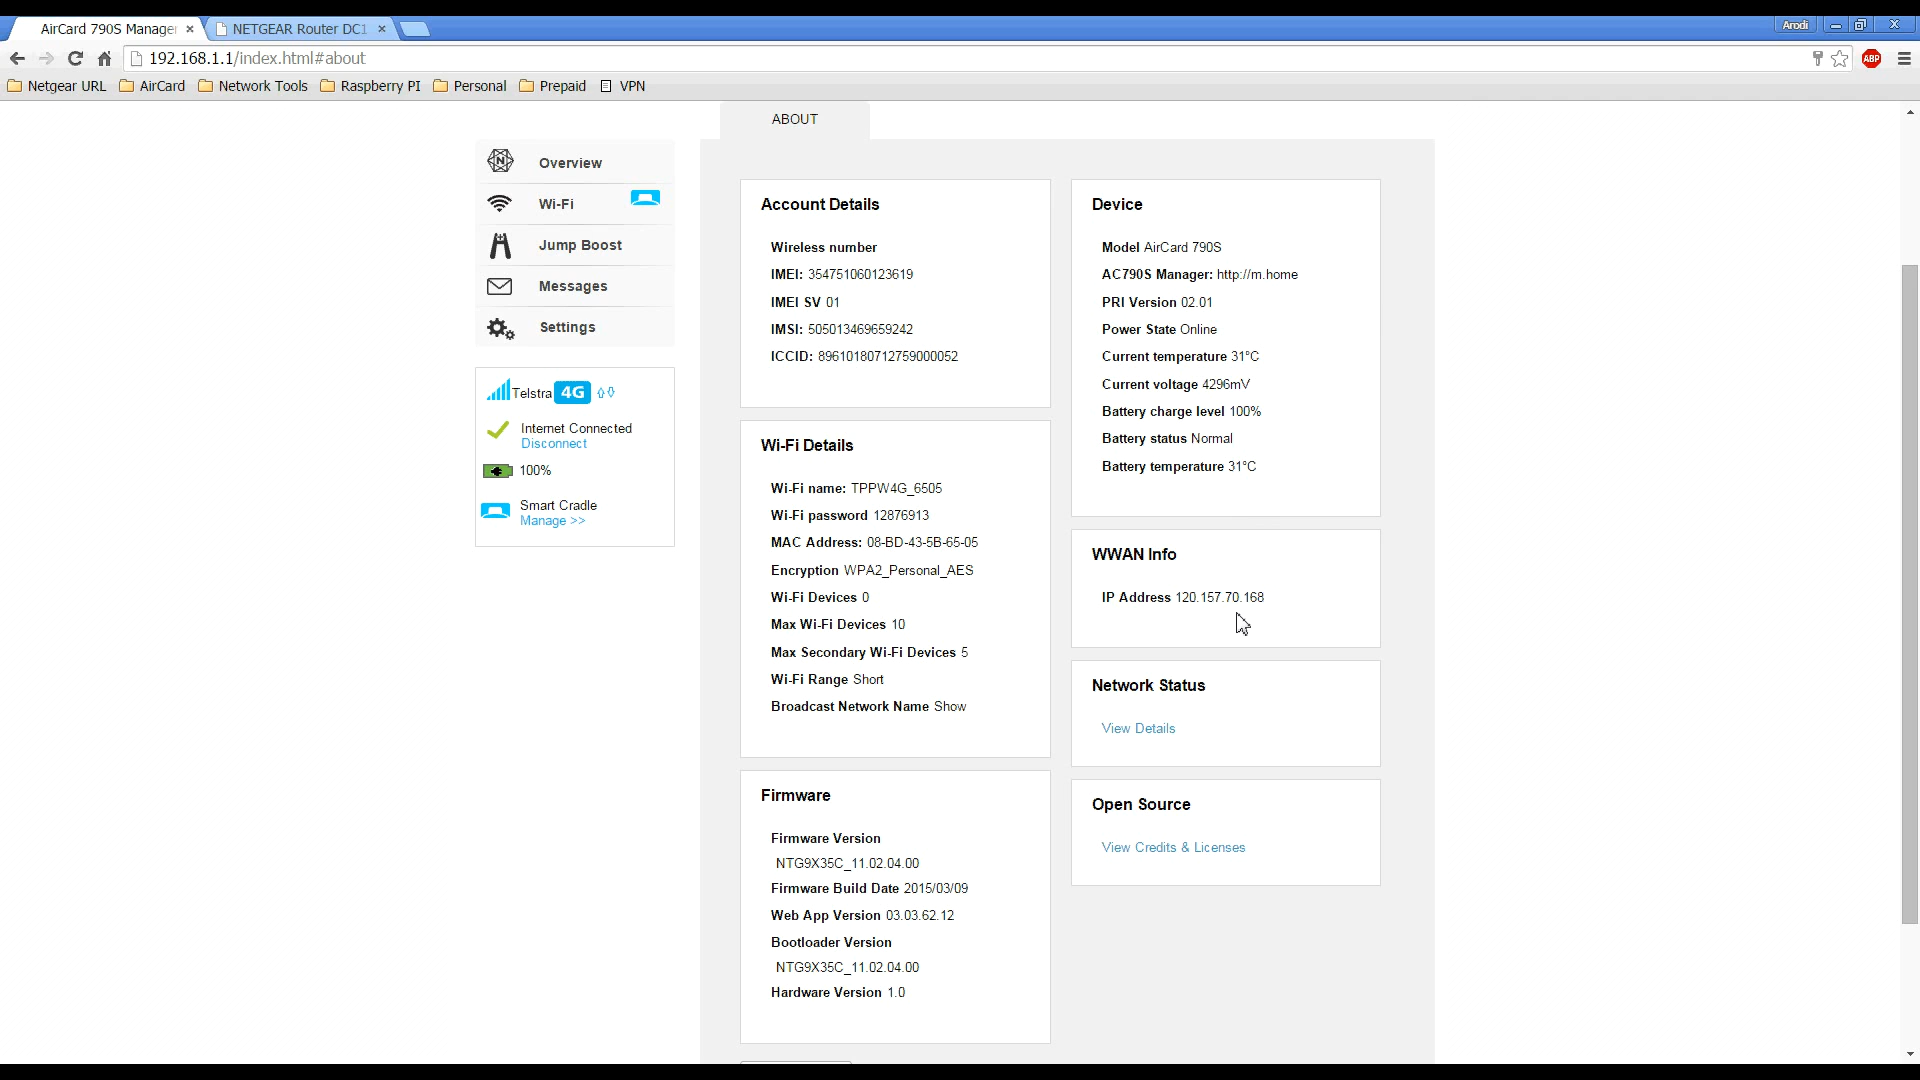 AirCard 790S Manager
NETGEAR Router DC1
Arodi
192.168.1.1/index.html#about
ABP
Netgear URL
AirCard
Network Tools
Raspberry PI
Personal
Prepaid
VPN
ABOUT
Overview
Wi-Fi
Jump Boost
Messages
Settings
Telstra 4G
Internet Connected
Disconnect
100%
Smart Cradle
Manage >>
Account Details
Wireless number
IMEI: 354751060123619
IMEI SV 01
IMSI: 505013469659242
ICCID: 89610180712759000052
Wi-Fi Details
Wi-Fi name: TPPW4G_6505
Wi-Fi password 12876913
MAC Address: 08-BD-43-5B-65-05
Encryption WPA2_Personal_AES
Wi-Fi Devices 0
Max Wi-Fi Devices 10
Max Secondary Wi-Fi Devices 5
Wi-Fi Range Short
Broadcast Network Name Show
Firmware
Firmware Version
NTG9X35C_11.02.04.00
Firmware Build Date 2015/03/09
Web App Version 03.03.62.12
Bootloader Version
NTG9X35C_11.02.04.00
Hardware Version 1.0
Device
Model AirCard 790S
AC790S Manager: http://m.home
PRI Version 02.01
Power State Online
Current temperature 31°C
Current voltage 4296mV
Battery charge level 100%
Battery status Normal
Battery temperature 31°C
WWAN Info
IP Address 120.157.70.168
Network Status
View Details
Open Source
View Credits & Licenses